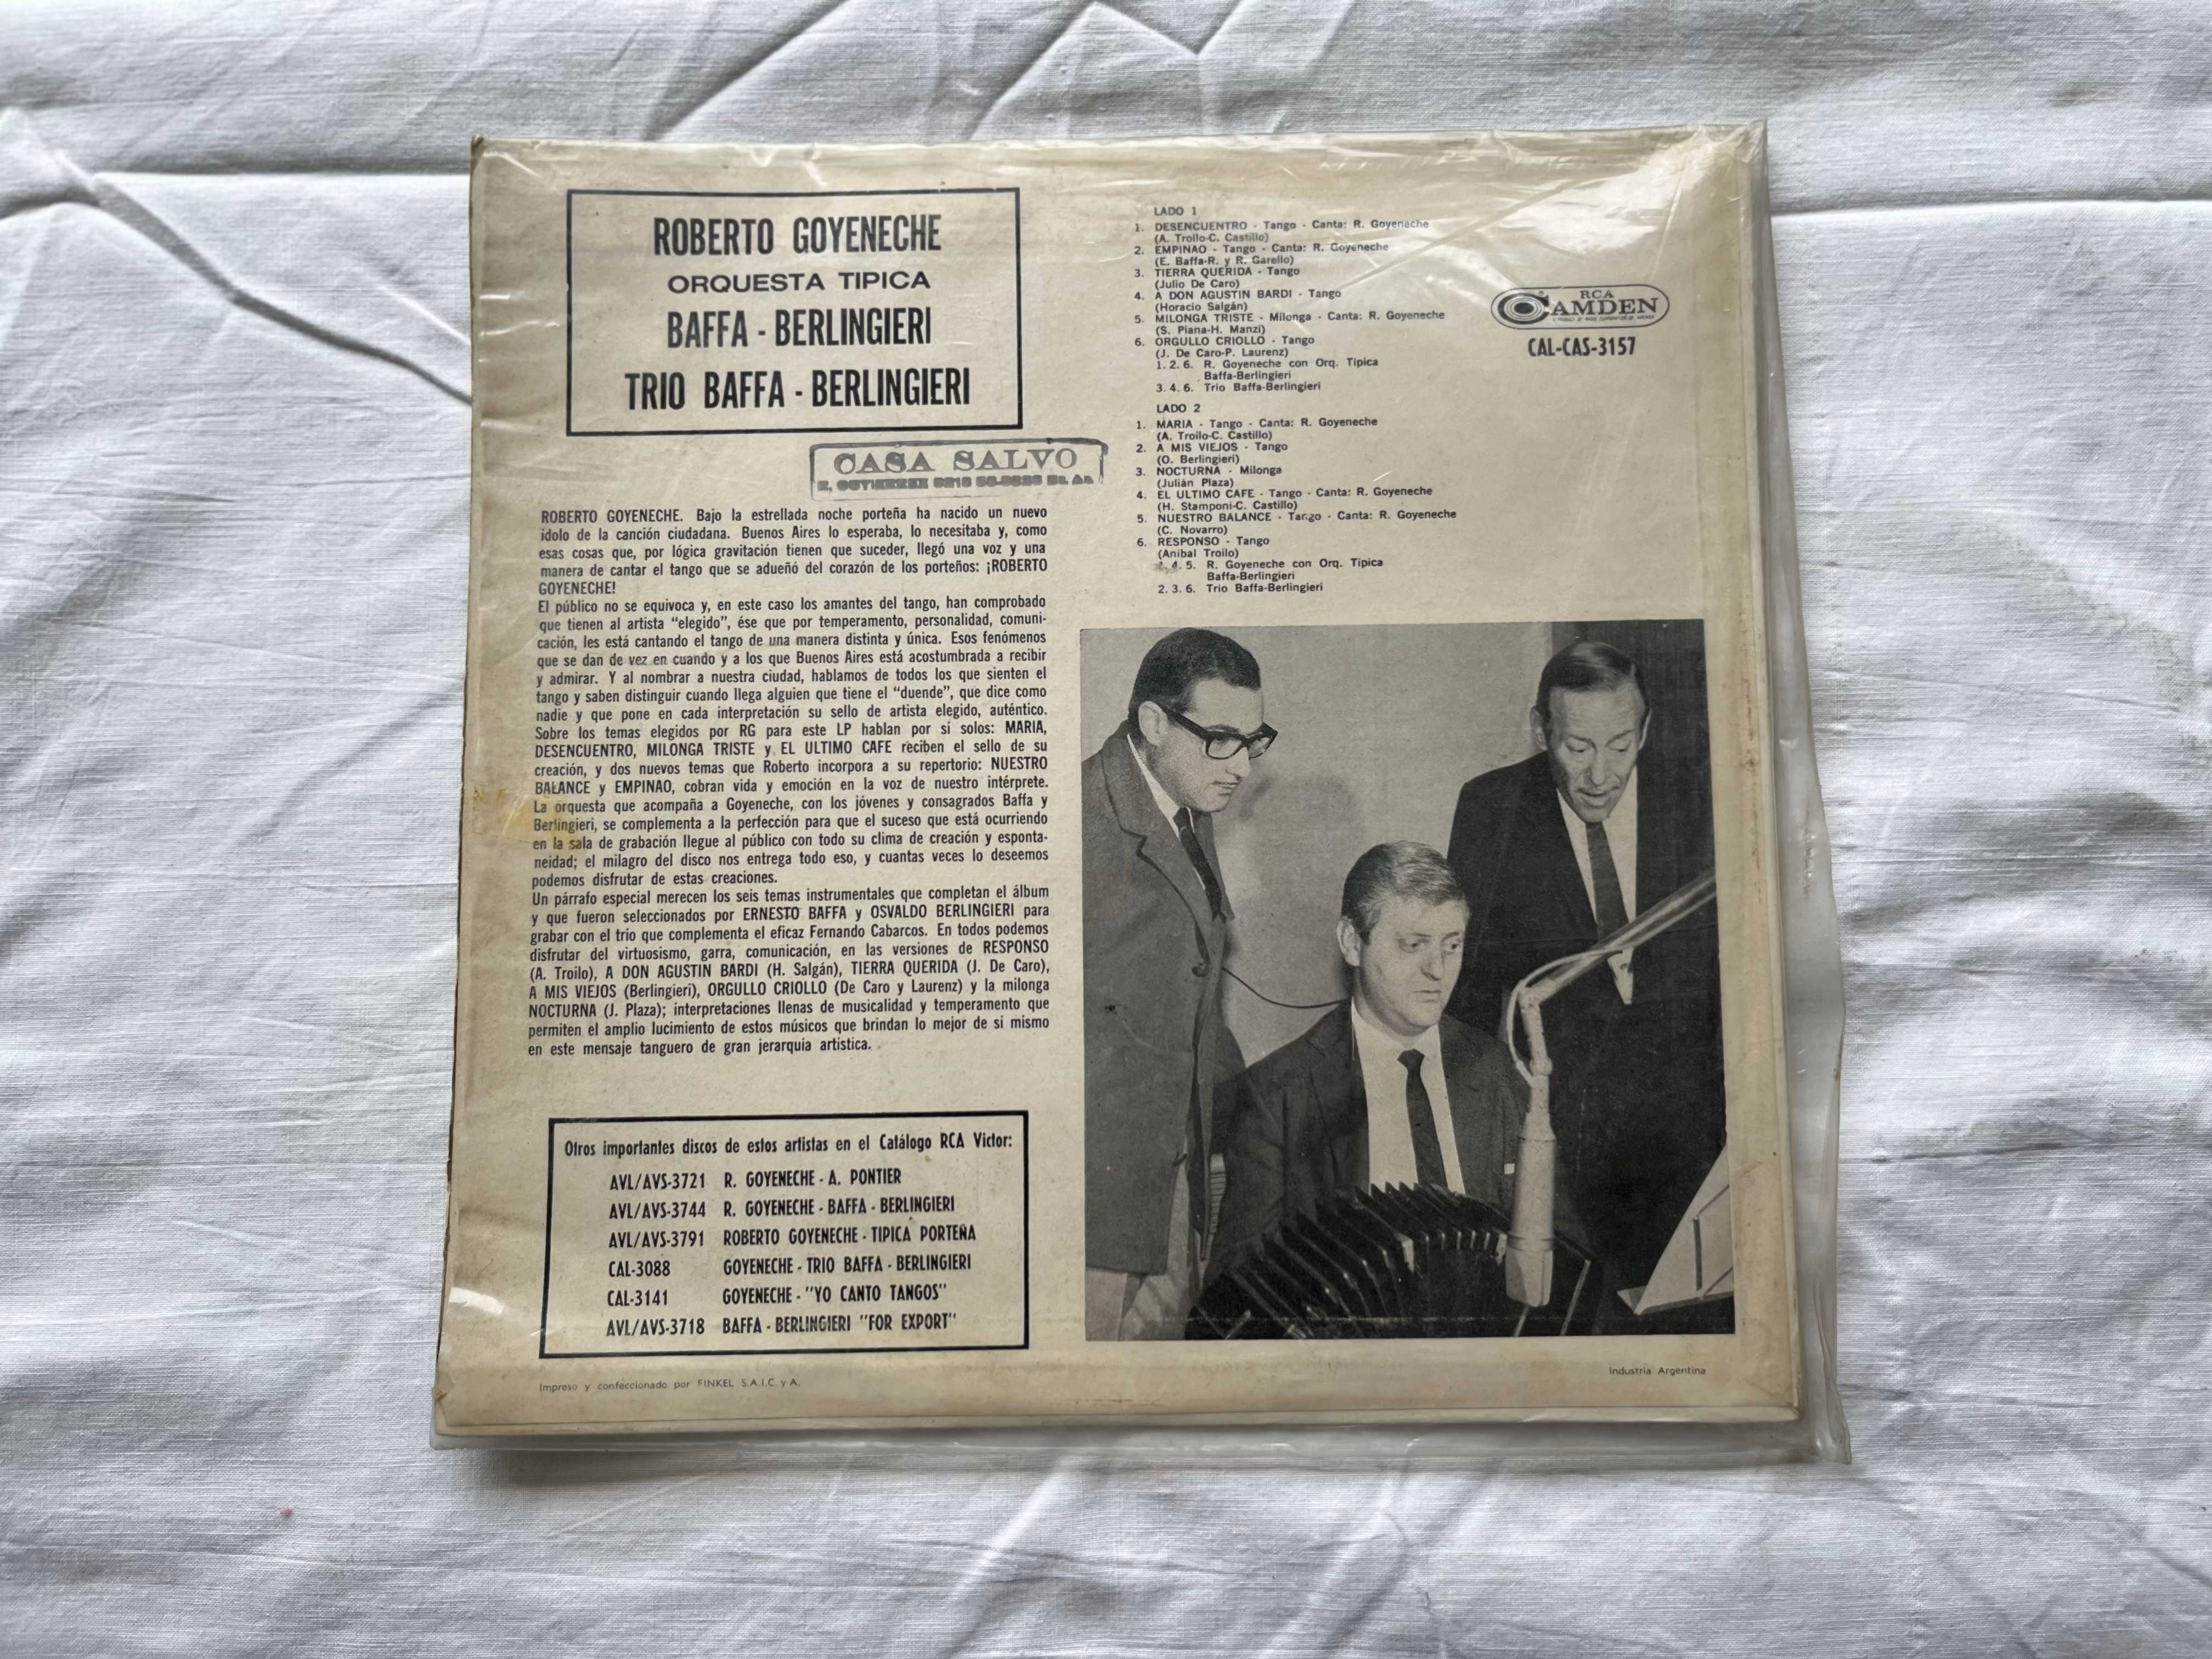 ROBERTO GOYENECHE
ORQUESTA TIPICA
BAFFA - BERLINGIERI
TRIO BAFFA - BERLINGIERI
CASA SALVO
ROBERTO GOYENECHE. Bajo la estrellada noche porteña ha nacido un nuevo
ídolo de la canción ciudadana. Buenos Aires lo esperaba, lo necesitaba y, como
esas cosas que, por lógica gravitación tienen que suceder, llegó una voz y una
manera de cantar el tango que se adueñó del corazón de los porteños: ¡ROBERTO
GOYENECHE!
El público no se equivoca y, en este caso los amantes del tango, han comprobado
que tienen al artista “elegido”, ése que por temperamento, personalidad, comuni-
cación, les está cantando el tango de una manera distinta y única. Esos fenómenos
que se dan de vez en cuando y a los que Buenos Aires está acostumbrada a recibir
y admirar. Y al nombrar a nuestra ciudad, hablamos de todos los que sienten el
tango y saben distinguir cuando llega alguien que tiene el “duende”, que dice como
nadie y que pone en cada interpretación su sello de artista elegido, auténtico.
Sobre los temas elegidos por RG para este LP hablan por sí solos: MARIA,
DESENCUENTRO, MILONGA TRISTE y EL ULTIMO CAFE reciben el sello de su
creación, y dos nuevos temas que Roberto incorpora a su repertorio: NUESTRO
BALANCE y EMPINAO, cobran vida y emoción en la voz de nuestro intérprete.
La orquesta que acompaña a Goyeneche, con los jóvenes y consagrados Baffa y
Berlingieri, se complementa a la perfección para que el suceso que está ocurriendo
en la sala de grabación llegue al público con todo su clima de creación y esponta-
neidad; el milagro del disco nos entrega todo eso, y cuantas veces lo deseemos
podemos disfrutar de estas creaciones.
Un párrafo especial merecen los seis temas instrumentales que completan el álbum
y que fueron seleccionados por ERNESTO BAFFA y OSVALDO BERLINGIERI para
grabar con el trío que complementa el eficaz Fernando Cabarcos. En todos podemos
disfrutar del virtuosismo, garra, comunicación, en las versiones de RESPONSO
(A. Troilo), A DON AGUSTIN BARDI (H. Salgán), TIERRA QUERIDA (J. De Caro),
A MIS VIEJOS (Berlingieri), ORGULLO CRIOLLO (De Caro y Laurenz) y la milonga
NOCTURNA (J. Plaza); interpretaciones llenas de musicalidad y temperamento que
permiten el amplio lucimiento de estos músicos que brindan lo mejor de sí mismo
en este mensaje tanguero de gran jerarquía artística.
Otros importantes discos de estos artistas en el Catálogo RCA Victor:
AVL/AVS-3721 R. GOYENECHE - A. PONTIER
AVL/AVS-3744 R. GOYENECHE - BAFFA - BERLINGIERI
AVL/AVS-3791 ROBERTO GOYENECHE - TIPICA PORTEÑA
CAL-3088 GOYENECHE - TRIO BAFFA - BERLINGIERI
CAL-3141 GOYENECHE - "YO CANTO TANGOS"
AVL/AVS-3718 BAFFA - BERLINGIERI "FOR EXPORT"
Impreso y confeccionado por FINKEL S.A.I.C. y A.
LADO 1
1. DESENCUENTRO - Tango - Canta: R. Goyeneche
(A. Troilo-C. Castillo)
2. EMPINAO - Tango - Canta: R. Goyeneche
(E. Baffa-R. y R. Garello)
3. TIERRA QUERIDA - Tango
(Julio De Caro)
4. A DON AGUSTIN BARDI - Tango
(Horacio Salgán)
5. MILONGA TRISTE - Milonga - Canta: R. Goyeneche
(S. Piana-H. Manzi)
6. ORGULLO CRIOLLO - Tango
(J. De Caro-P. Laurenz)
1. 2. 6. R. Goyeneche con Orq. Típica
Baffa-Berlingieri
3. 4. 6. Trío Baffa-Berlingieri
LADO 2
1. MARIA - Tango - Canta: R. Goyeneche
(A. Troilo-C. Castillo)
2. A MIS VIEJOS - Tango
(O. Berlingieri)
3. NOCTURNA - Milonga
(Julián Plaza)
4. EL ULTIMO CAFE - Tango - Canta: R. Goyeneche
(H. Stamponi-C. Castillo)
5. NUESTRO BALANCE - Tango - Canta: R. Goyeneche
(C. Novarro)
6. RESPONSO - Tango
(Aníbal Troilo)
4. 5. R. Goyeneche con Orq. Típica
Baffa-Berlingieri
2. 3. 6. Trío Baffa-Berlingieri
RCA
CAMDEN
CAL-CAS-3157
Industria Argentina